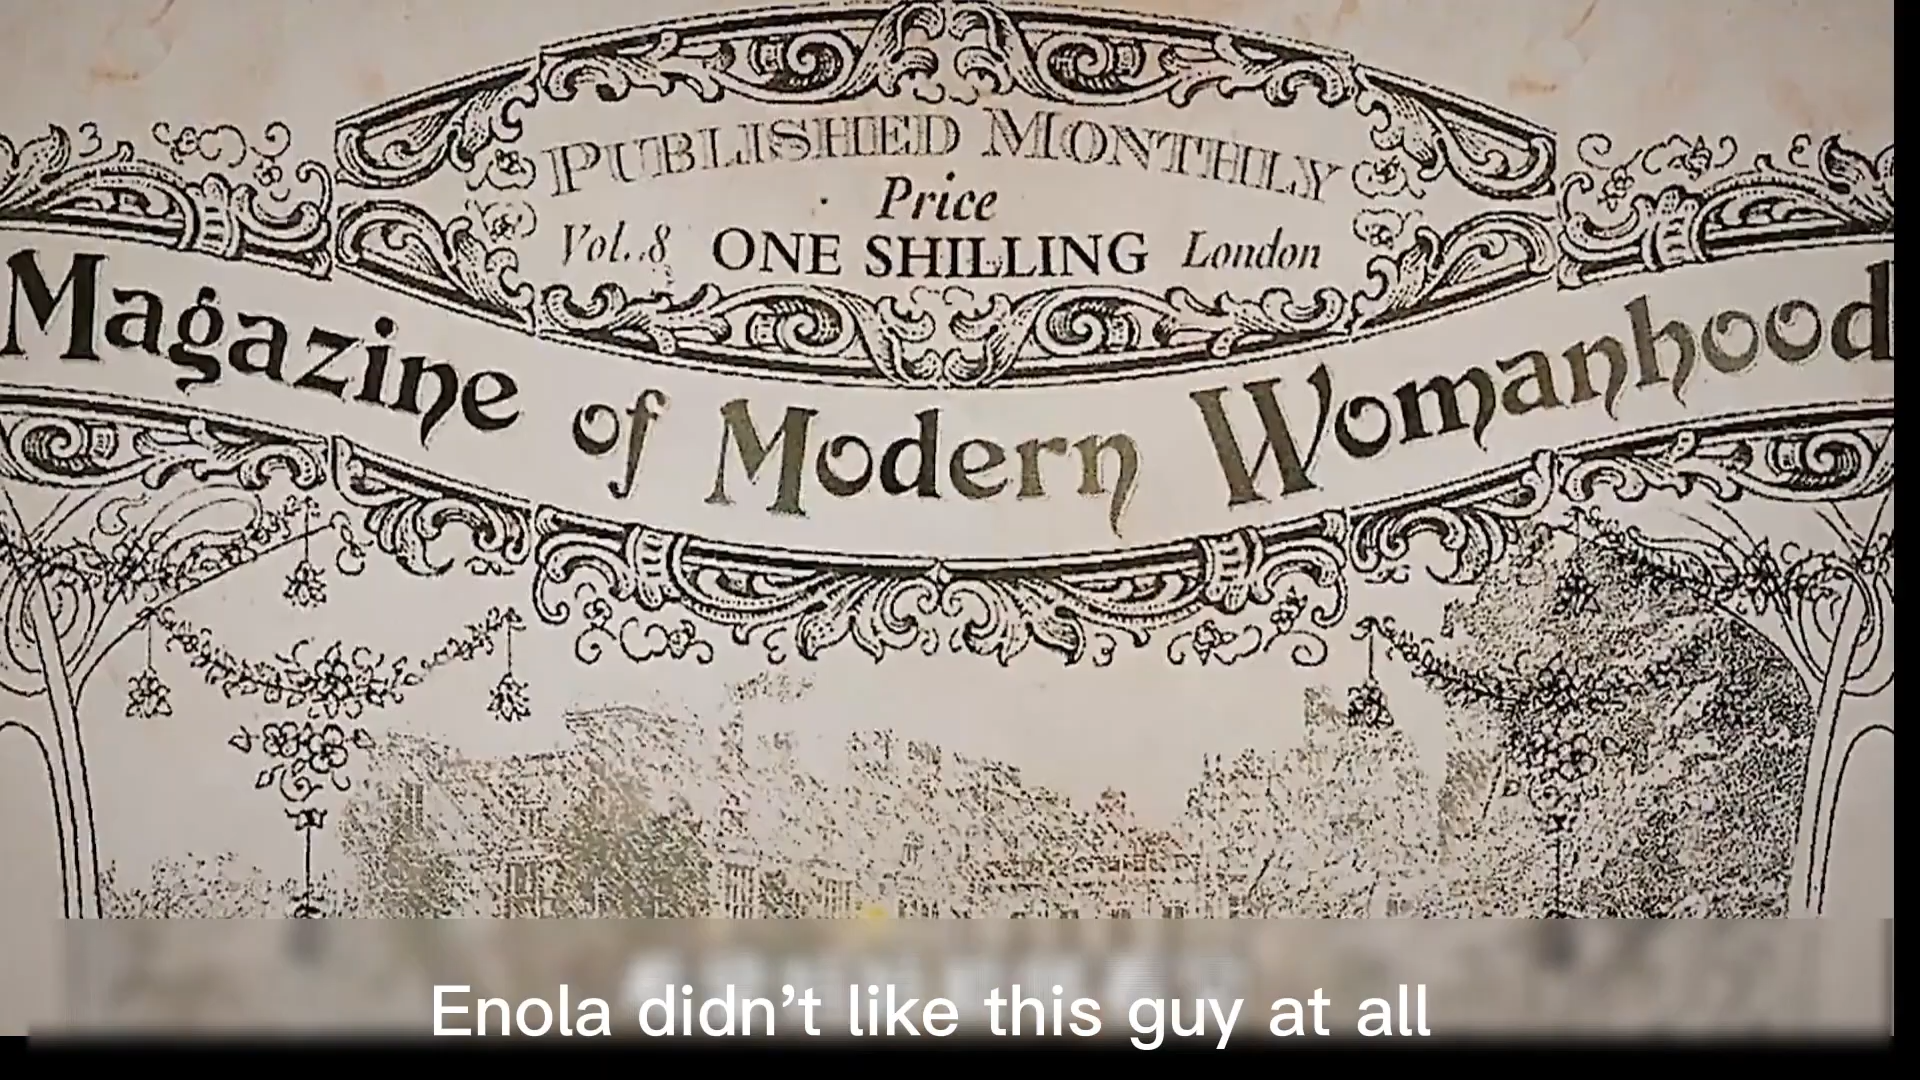 PUBLISHED MONTHLY
Price
Vol. 8 ONE SHILLING London
Magazine of Modern Womanhood
Enola didn't like this guy at all